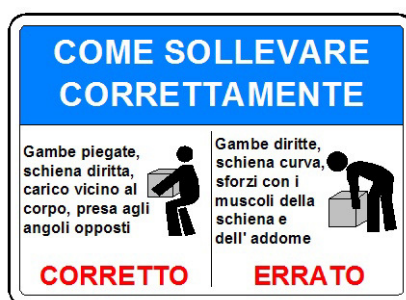 COME SOLLEVARE
CORRETTAMENTE
Gambe piegate,
schiena diritta,
carico vicino al
corpo, presa agli
angoli opposti
CORRETTO
Gambe diritte,
schiena curva,
sforzi con i
muscoli della
schiena e
dell' addome
ERRATO